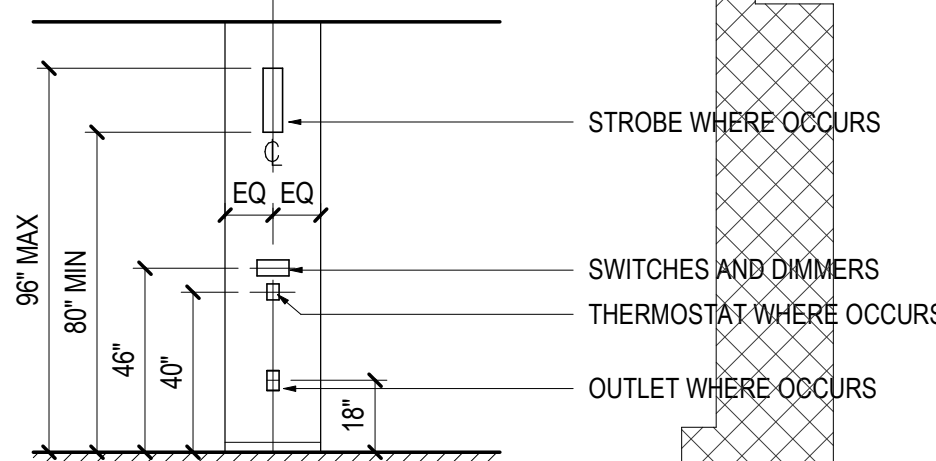 STROBE WHERE OCCURS
℄
EQ EQ
96" MAX
80" MIN
SWITCHES AND DIMMERS
THERMOSTAT WHERE OCCURS
46"
40"
OUTLET WHERE OCCURS
18"